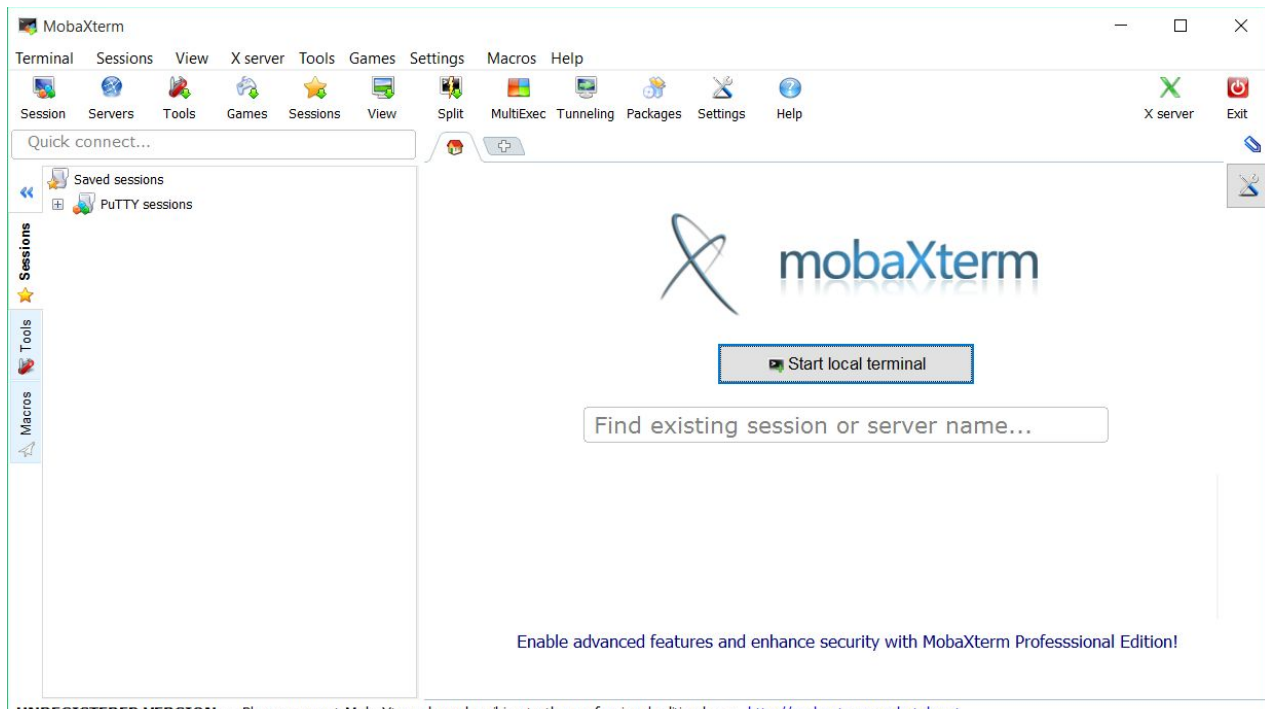 MobaXterm
Terminal Sessions View X server Tools Games Settings Macros Help
Session Servers Tools Games Sessions View Split MultiExec Tunneling Packages Settings Help X server Exit
Quick connect...
Saved sessions
PuTTY sessions
Sessions
Tools
Macros
mobaXterm
Start local terminal
Find existing session or server name...
Enable advanced features and enhance security with MobaXterm Professsional Edition!
UNREGISTERED VERSION